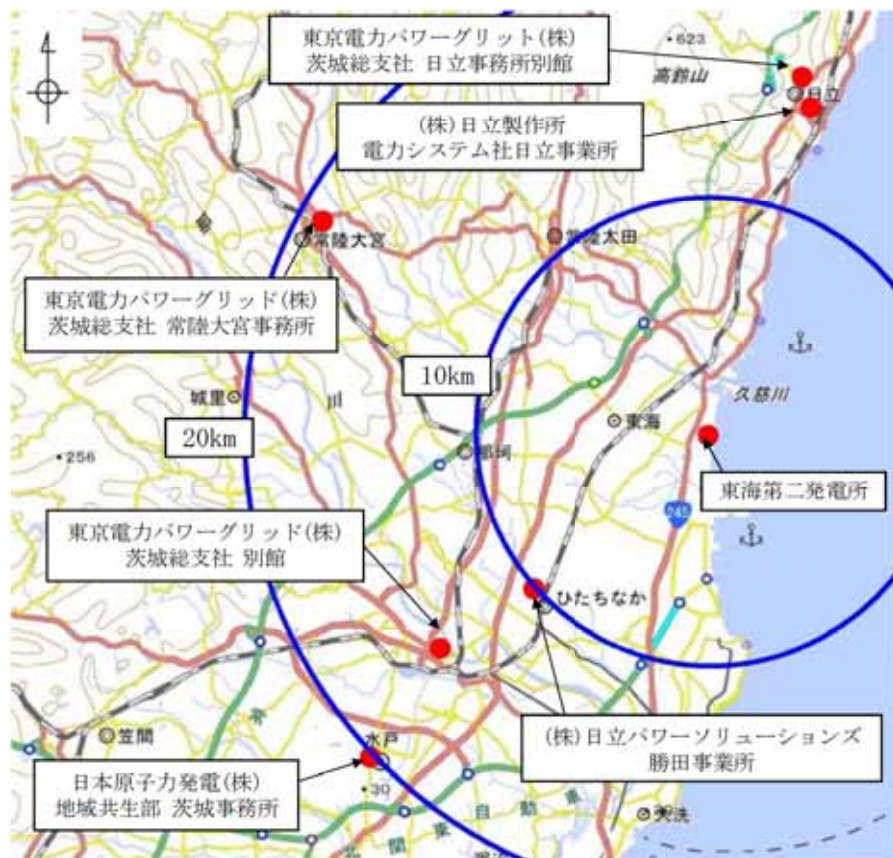 東京電力パワーグリット(株)
茨城総支社 日立事務所別館
・623
高鈴山
日立
(株)日立製作所
電力システム社日立事業所
常陸大宮
常陸太田
東京電力パワーグリッド(株)
茨城総支社 常陸大宮事務所
10km
城里
川
東海
久慈川
20km
那珂
・256
東海第二発電所
245
東京電力パワーグリッド(株)
茨城総支社 別館
ひたちなか
笠間
水戸
(株)日立パワーソリューションズ
勝田事業所
日本原子力発電(株)
地域共生部 茨城事務所
・30
北関東自動車
大洗